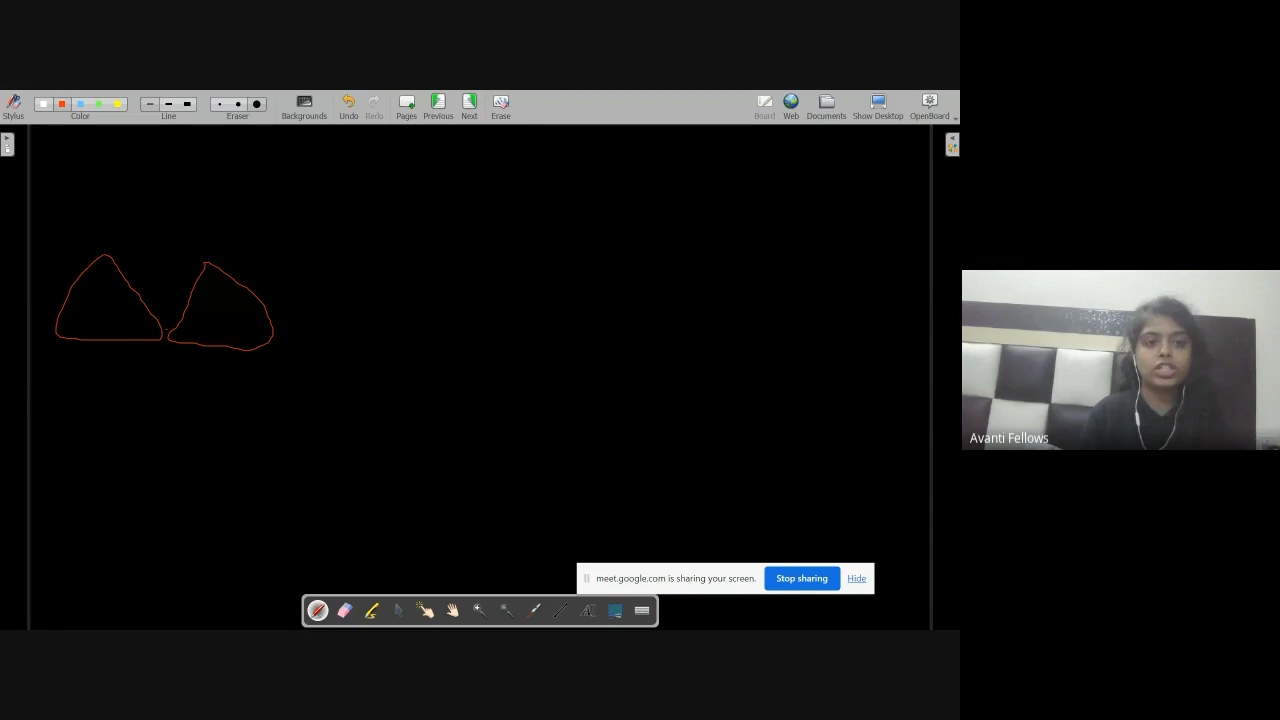 Stylus Color Line Eraser Backgrounds Undo Redo Pages Previous Next Erase Board Web Documents Show Desktop OpenBoard
Avanti Fellows
meet.google.com is sharing your screen. Stop sharing Hide